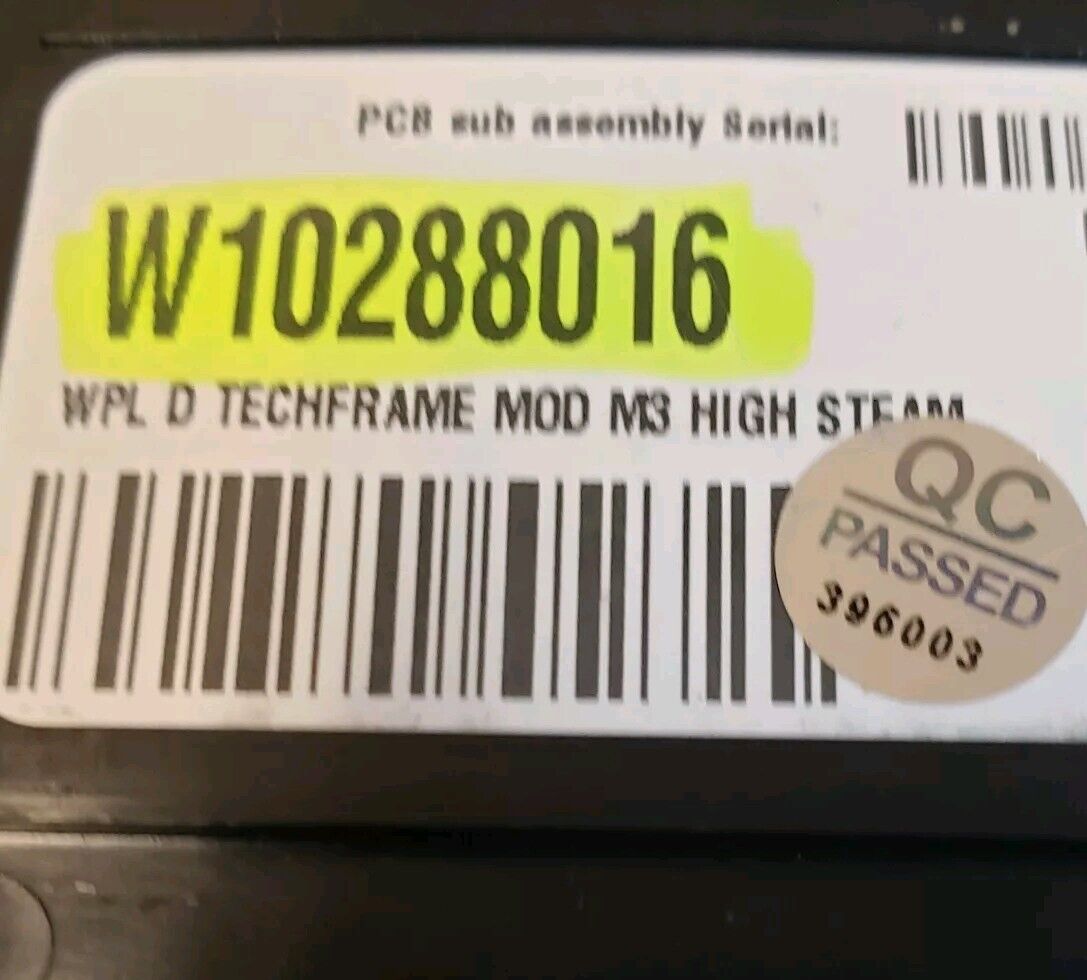 PCB sub assembly Serial:
W10288016
WPL D TECHFRAME MOD M3 HIGH STEAM
QC
PASSED
396003